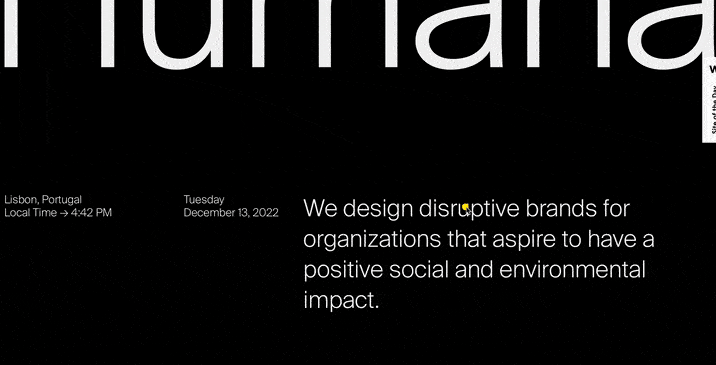 Humana
Lisbon, Portugal
Local Time → 4:42 PM
Tuesday
December 13, 2022
We design disruptive brands for
organizations that aspire to have a
positive social and environmental
impact.
W.
Site of the Day